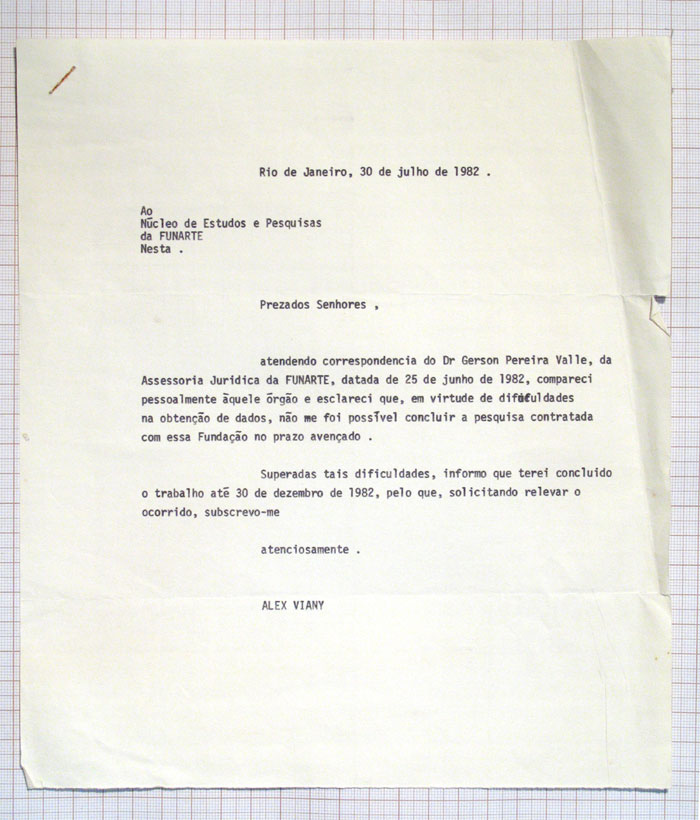 Rio de Janeiro, 30 de julho de 1982 .
Ao
Núcleo de Estudos e Pesquisas
da FUNARTE
Nesta .
Prezados Senhores ,
atendendo correspondencia do Dr Gerson Pereira Valle, da
Assessoria Jurídica da FUNARTE, datada de 25 de junho de 1982, compareci
pessoalmente àquele órgão e esclareci que, em virtude de dificuldades
na obtenção de dados, não me foi possível concluir a pesquisa contratada
com essa Fundação no prazo avençado .
Superadas tais dificuldades, informo que terei concluido
o trabalho até 30 de dezembro de 1982, pelo que, solicitando relevar o
ocorrido, subscrevo-me
atenciosamente .
ALEX VIANY